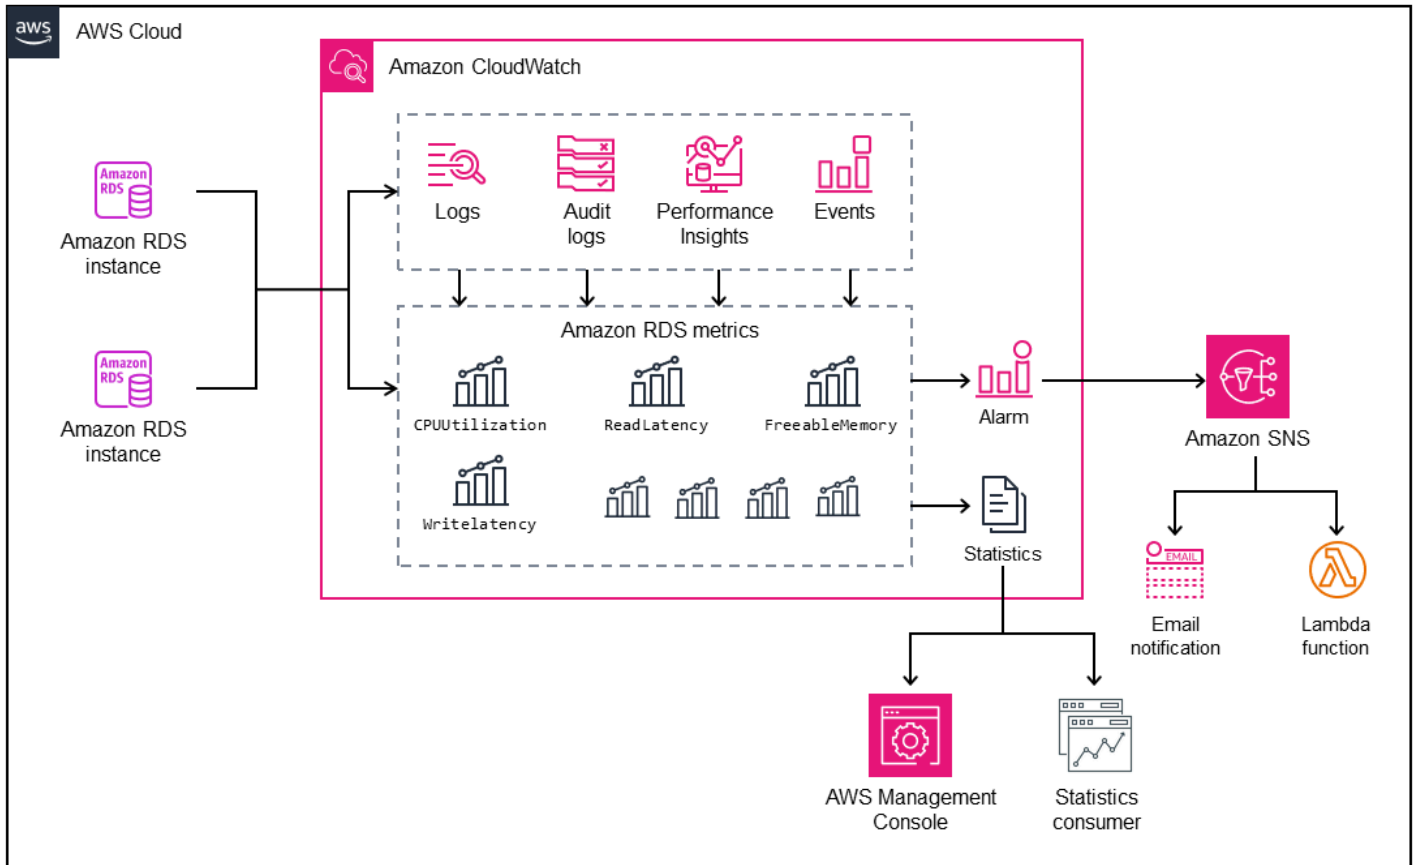 aws
AWS Cloud
Amazon CloudWatch
Amazon
RDS
Amazon RDS
instance
Amazon
RDS
Amazon RDS
instance
Logs
Audit
logs
Performance
Insights
Events
Amazon RDS metrics
CPUUtilization
ReadLatency
FreeableMemory
Writelatency
Alarm
Statistics
Amazon SNS
EMAIL
Email
notification
Lambda
function
AWS Management
Console
Statistics
consumer